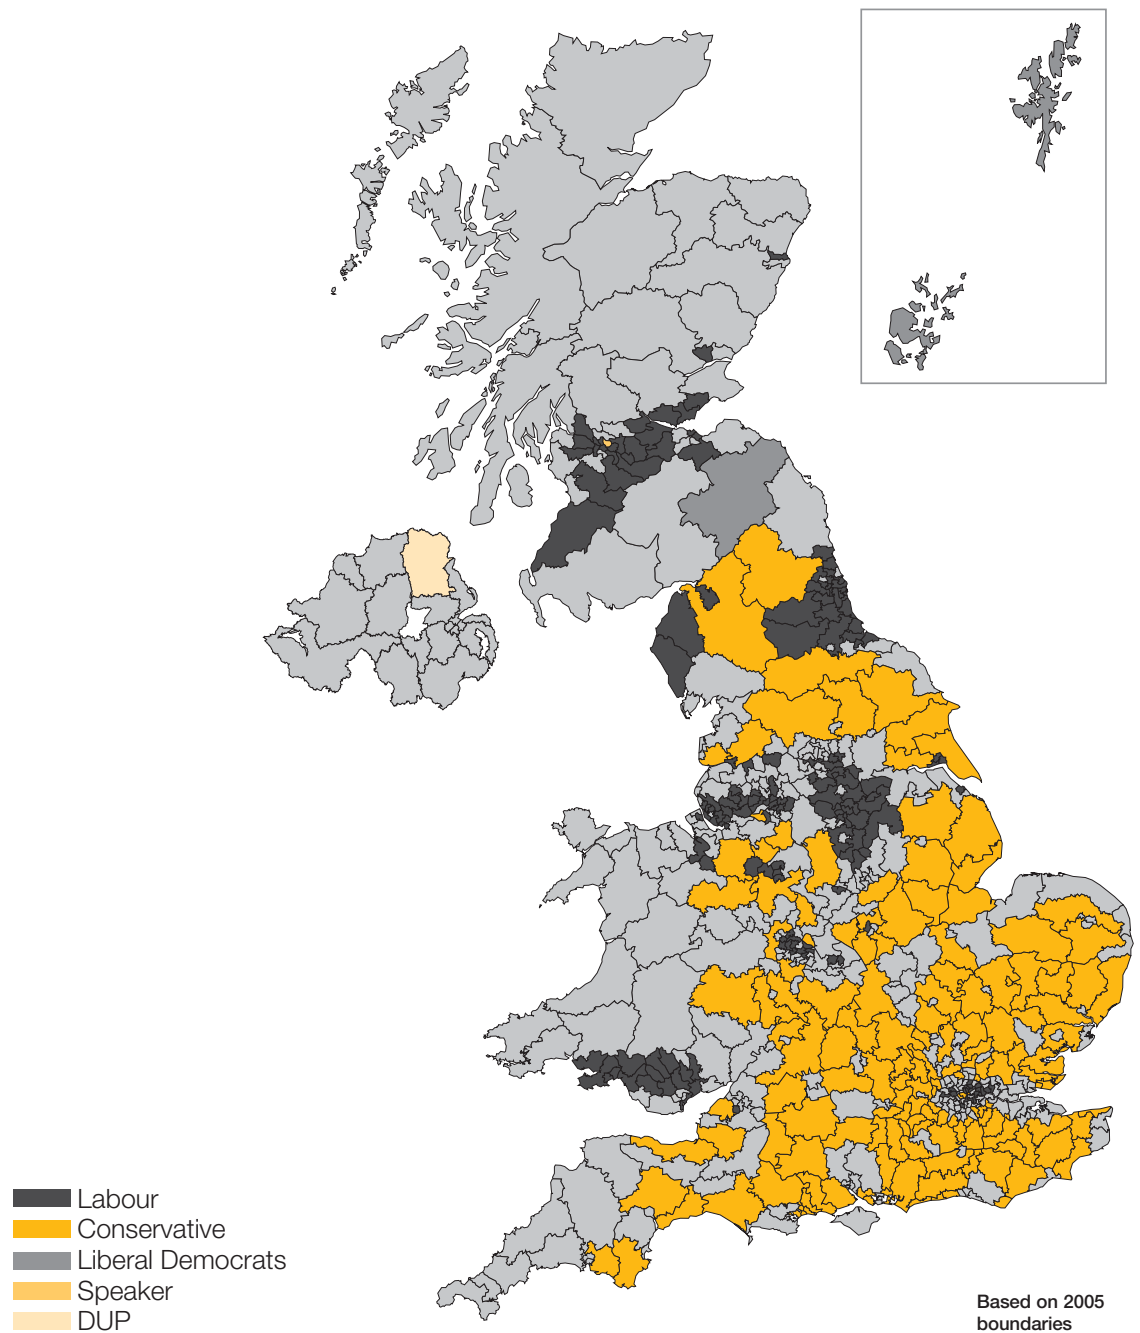 Labour
Conservative
Liberal Democrats
Speaker
DUP
Based on 2005
boundaries